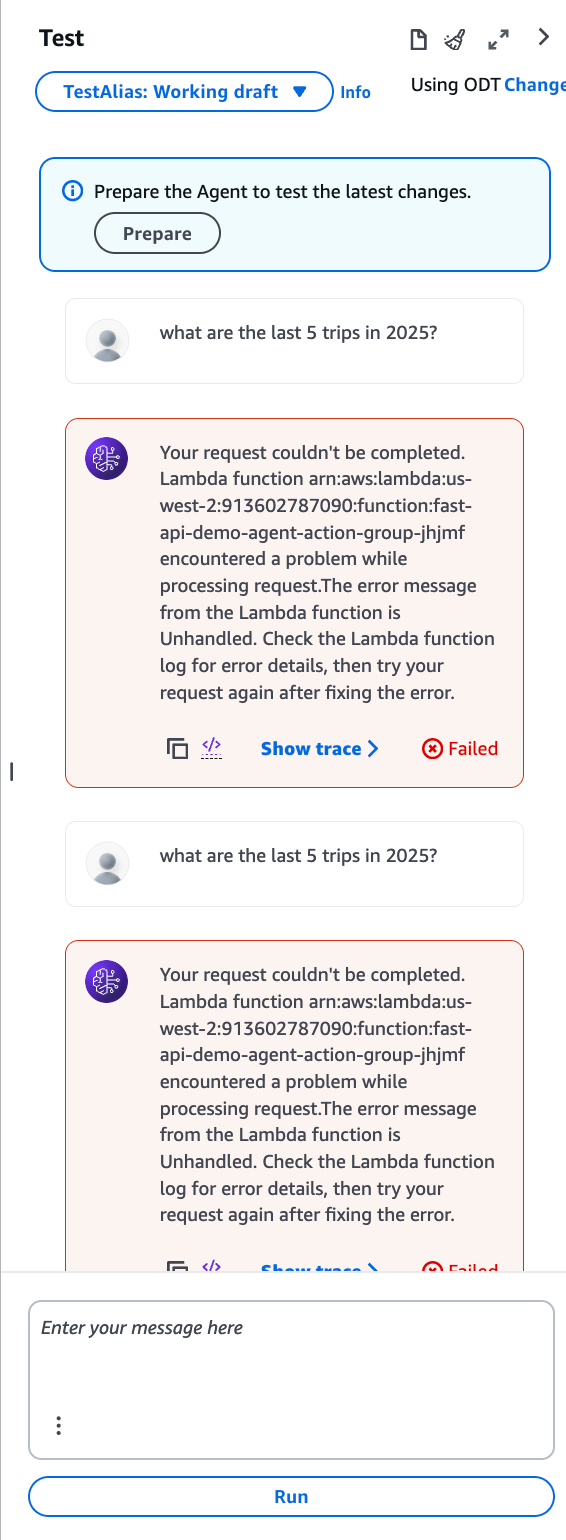 Test
TestAlias: Working draft
Info
Using ODT Change
Prepare the Agent to test the latest changes.
Prepare
what are the last 5 trips in 2025?
Your request couldn't be completed.
Lambda function arn:aws:lambda:us-
west-2:913602787090:function:fast-
api-demo-agent-action-group-jhjmf
encountered a problem while
processing request.The error message
from the Lambda function is
Unhandled. Check the Lambda function
log for error details, then try your
request again after fixing the error.
</>
Show trace
Failed
what are the last 5 trips in 2025?
Your request couldn't be completed.
Lambda function arn:aws:lambda:us-
west-2:913602787090:function:fast-
api-demo-agent-action-group-jhjmf
encountered a problem while
processing request.The error message
from the Lambda function is
Unhandled. Check the Lambda function
log for error details, then try your
request again after fixing the error.
</>
Show trace
Failed
Enter your message here
Run